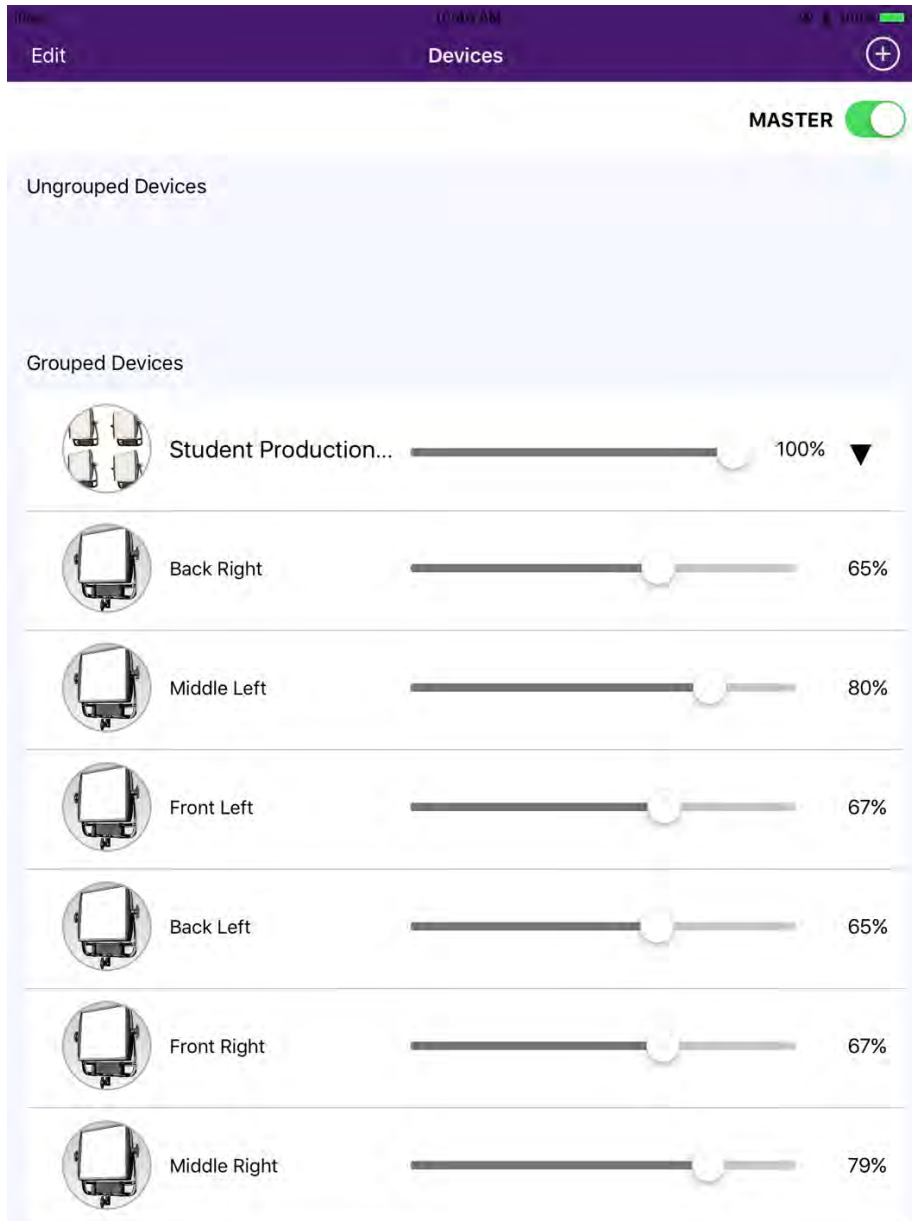 Edit
Devices
MASTER
Ungrouped Devices
Grouped Devices
Student Production... 100% ▼
Back Right 65%
Middle Left 80%
Front Left 67%
Back Left 65%
Front Right 67%
Middle Right 79%